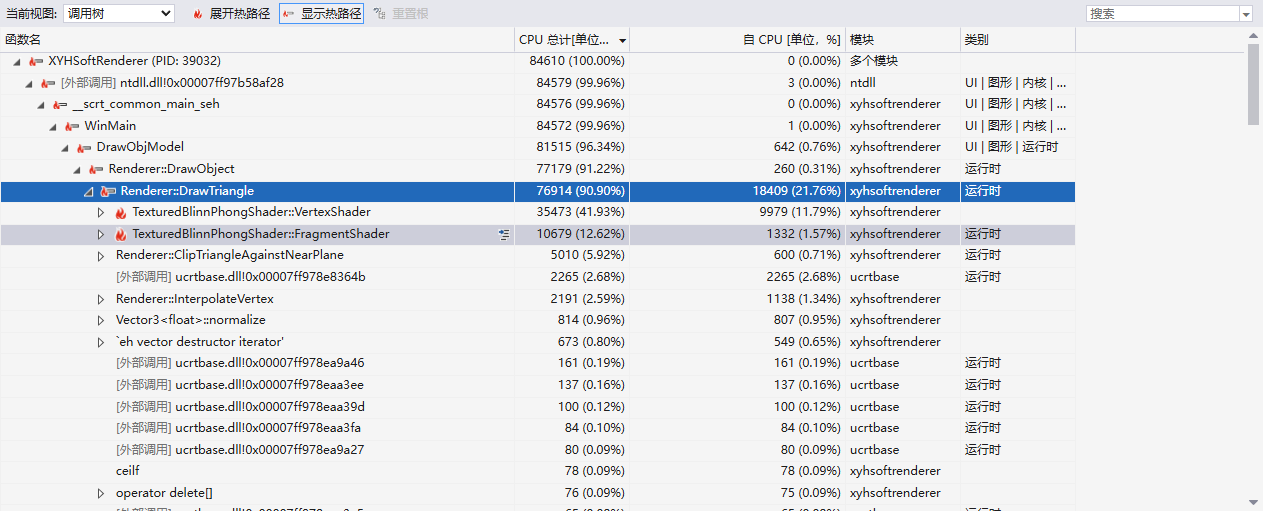 当前视图: 调用树 展开热路径 显示热路径 重置根 搜索
函数名 CPU 总计[单位... 自 CPU [单位, %] 模块 类别
XYHSoftRenderer (PID: 39032) 84610 (100.00%) 0 (0.00%) 多个模块
[外部调用] ntdll.dll!0x00007ff97b58af28 84579 (99.96%) 3 (0.00%) ntdll UI | 图形 | 内核 | ...
__scrt_common_main_seh 84576 (99.96%) 0 (0.00%) xyhsoftrenderer UI | 图形 | 内核 | ...
WinMain 84572 (99.96%) 1 (0.00%) xyhsoftrenderer UI | 图形 | 内核 | ...
DrawObjModel 81515 (96.34%) 642 (0.76%) xyhsoftrenderer UI | 图形 | 运行时
Renderer::DrawObject 77179 (91.22%) 260 (0.31%) xyhsoftrenderer 运行时
Renderer::DrawTriangle 76914 (90.90%) 18409 (21.76%) xyhsoftrenderer 运行时
TexturedBlinnPhongShader::VertexShader 35473 (41.93%) 9979 (11.79%) xyhsoftrenderer
TexturedBlinnPhongShader::FragmentShader 10679 (12.62%) 1332 (1.57%) xyhsoftrenderer 运行时
Renderer::ClipTriangleAgainstNearPlane 5010 (5.92%) 600 (0.71%) xyhsoftrenderer 运行时
[外部调用] ucrtbase.dll!0x00007ff978e8364b 2265 (2.68%) 2265 (2.68%) ucrtbase 运行时
Renderer::InterpolateVertex 2191 (2.59%) 1138 (1.34%) xyhsoftrenderer
Vector3<float>::normalize 814 (0.96%) 807 (0.95%) xyhsoftrenderer
`eh vector destructor iterator' 673 (0.80%) 549 (0.65%) xyhsoftrenderer
[外部调用] ucrtbase.dll!0x00007ff978ea9a46 161 (0.19%) 161 (0.19%) ucrtbase 运行时
[外部调用] ucrtbase.dll!0x00007ff978eaa3ee 137 (0.16%) 137 (0.16%) ucrtbase 运行时
[外部调用] ucrtbase.dll!0x00007ff978eaa39d 100 (0.12%) 100 (0.12%) ucrtbase 运行时
[外部调用] ucrtbase.dll!0x00007ff978eaa3fa 84 (0.10%) 84 (0.10%) ucrtbase 运行时
[外部调用] ucrtbase.dll!0x00007ff978ea9a27 80 (0.09%) 80 (0.09%) ucrtbase 运行时
ceilf 78 (0.09%) 78 (0.09%) xyhsoftrenderer
operator delete[] 76 (0.09%) 75 (0.09%) xyhsoftrenderer